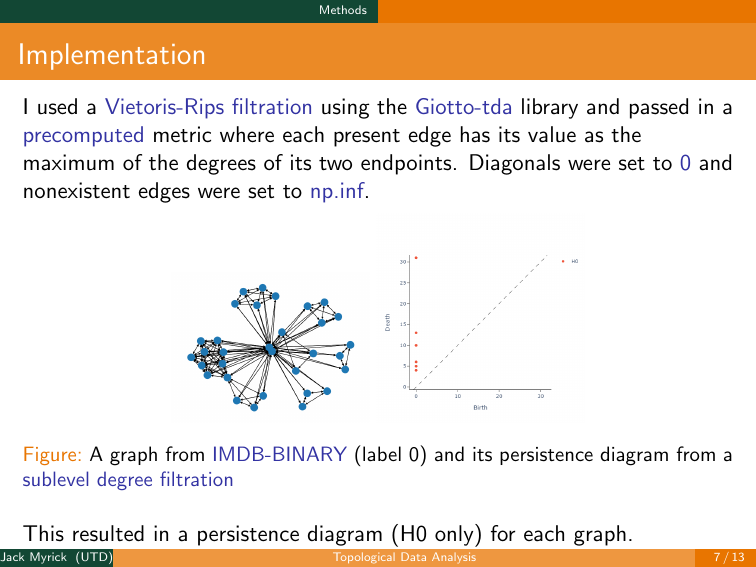 Methods
Implementation
I used a Vietoris-Rips filtration using the Giotto-tda library and passed in a
precomputed metric where each present edge has its value as the
maximum of the degrees of its two endpoints. Diagonals were set to 0 and
nonexistent edges were set to np.inf.
30
25
20
15
10
5
0
Death
0 10 20 30
Birth
H0
Figure: A graph from IMDB-BINARY (label 0) and its persistence diagram from a
sublevel degree filtration
This resulted in a persistence diagram (H0 only) for each graph.
Jack Myrick (UTD) Topological Data Analysis 7 / 13